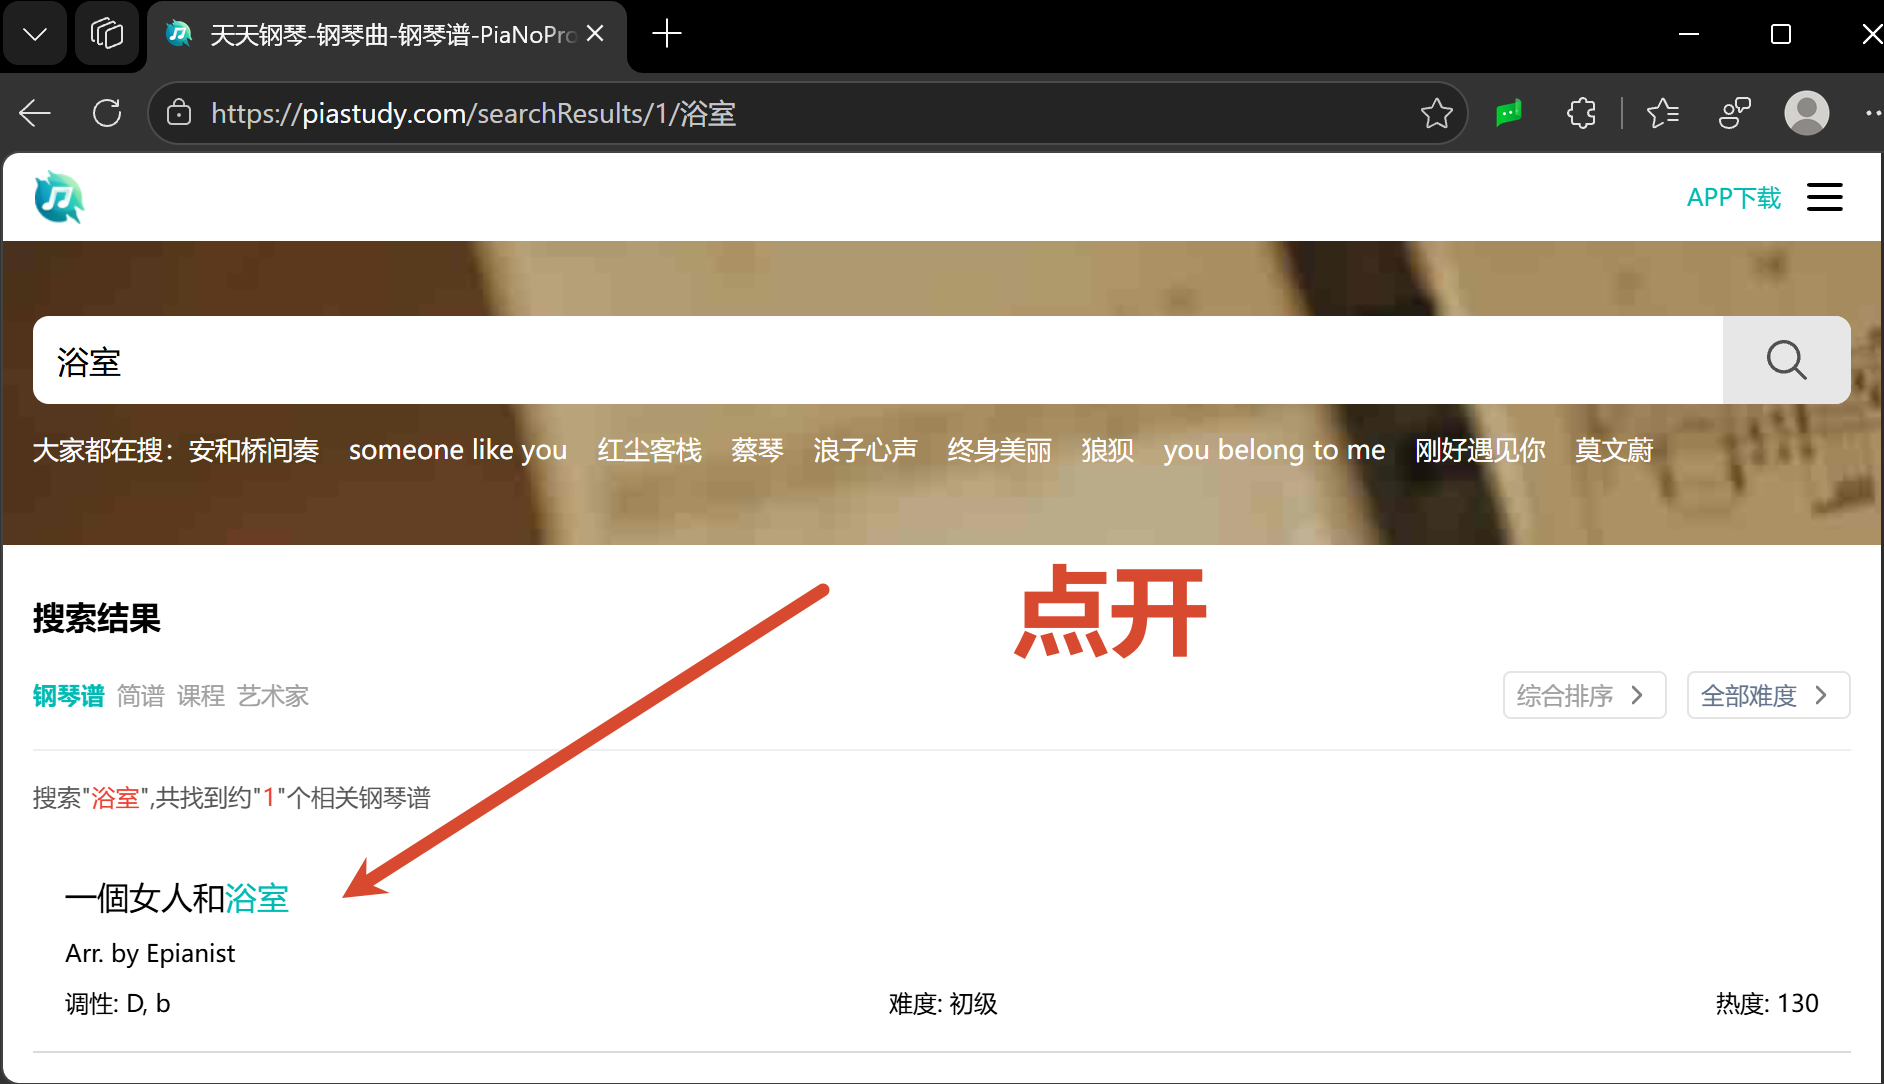 天天钢琴-钢琴曲-钢琴谱-PiaNoPro
https://piastudy.com/searchResults/1/浴室
APP下载
浴室
大家都在搜：安和桥间奏 someone like you 红尘客栈 蔡琴 浪子心声 终身美丽 狼狈 you belong to me 刚好遇见你 莫文蔚
点开
搜索结果
钢琴谱 简谱 课程 艺术家 综合排序 全部难度
搜索"浴室",共找到约"1"个相关钢琴谱
一個女人和浴室
Arr. by Epianist
调性: D, b 难度: 初级 热度: 130